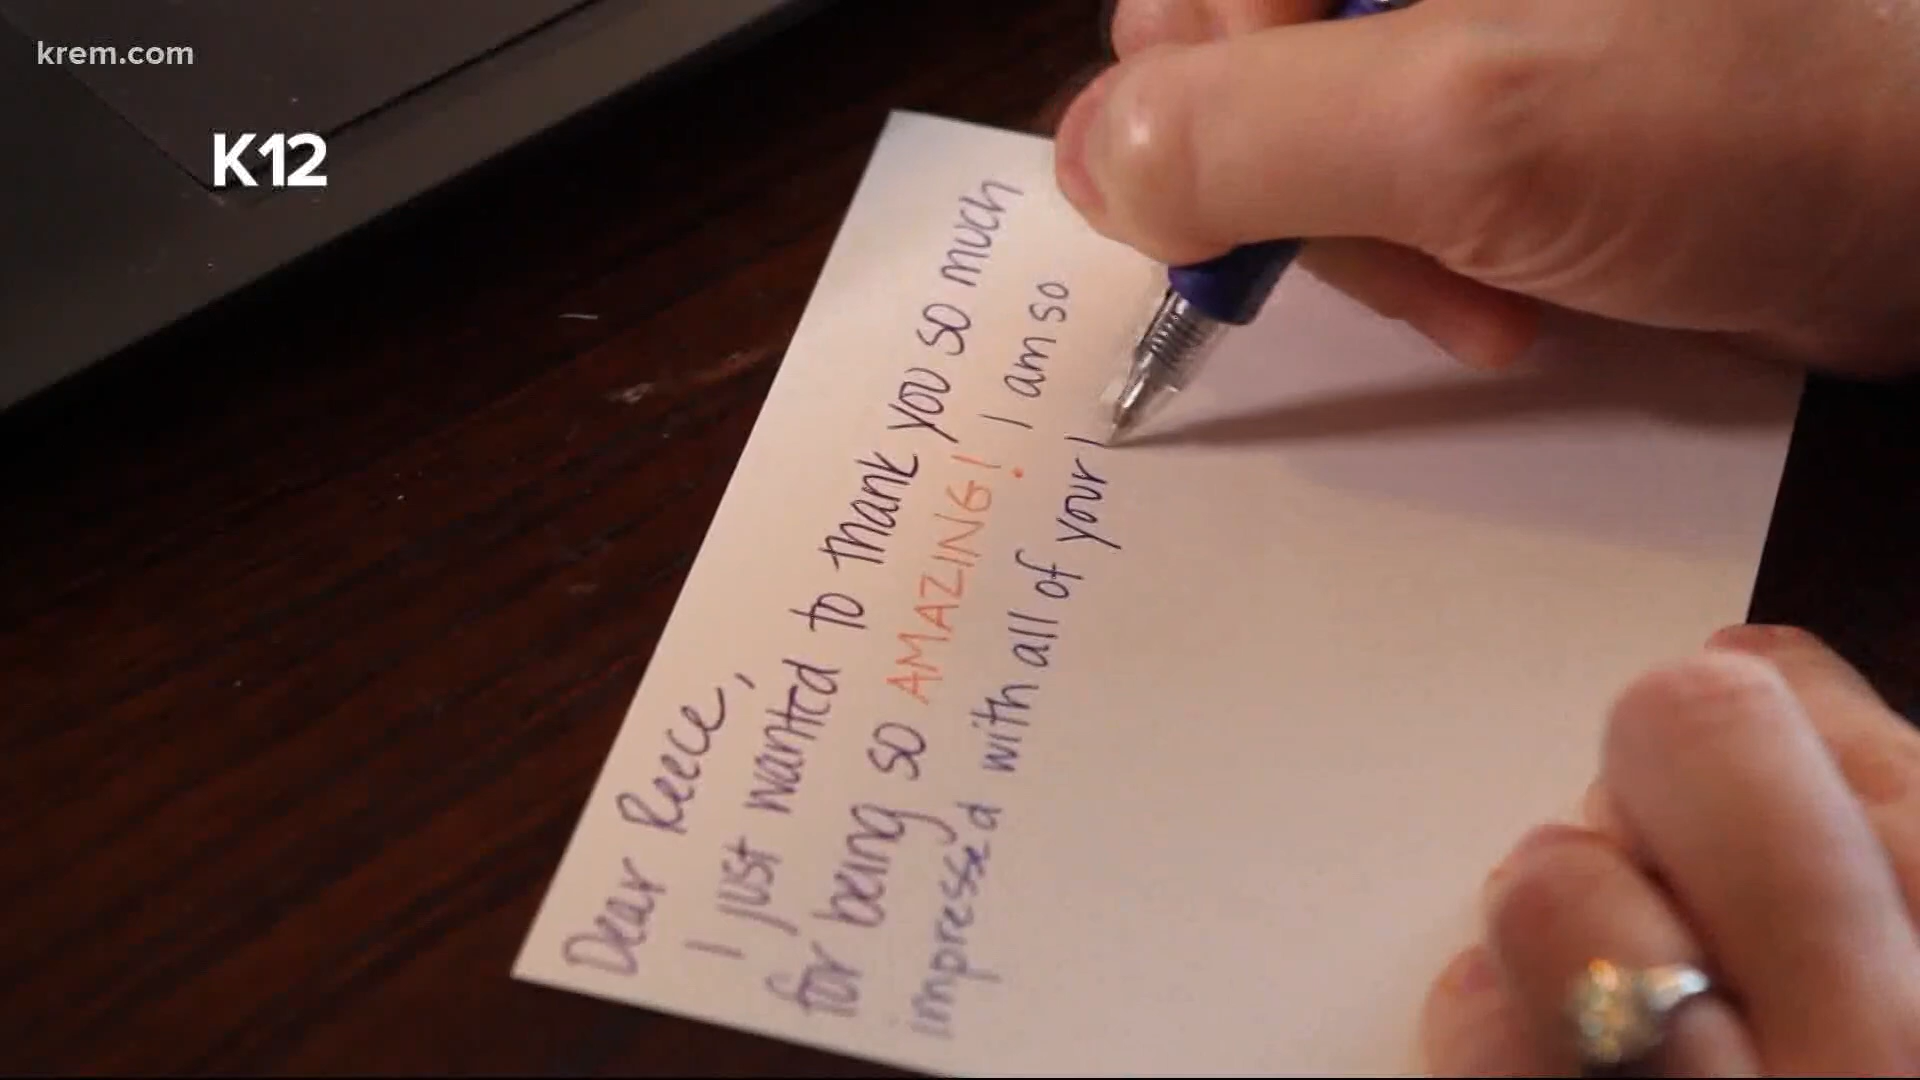 krem.com
K12
Dear Reece,
I just wanted to thank you so much
for being so AMAZING! I am so
impressed with all of your